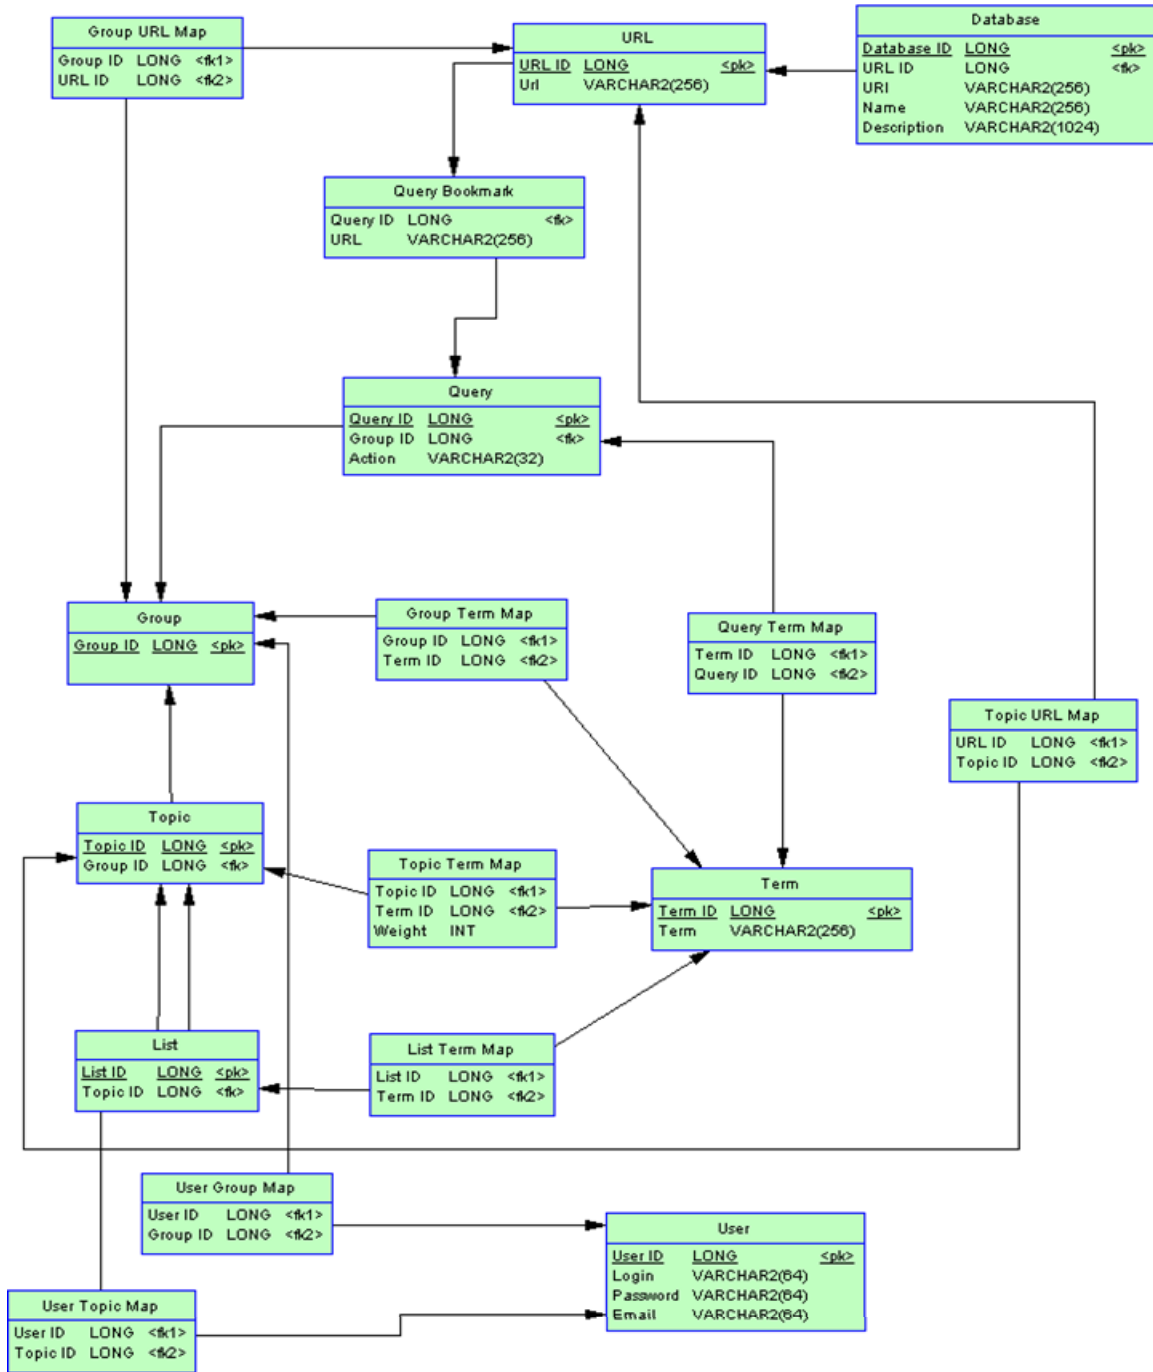 Group URL Map
Group ID LONG <fk1>
URL ID LONG <fk2>
URL
URL ID LONG <pk>
Url VARCHAR2(256)
Database
Database ID LONG <pk>
URL ID LONG <fk>
URI VARCHAR2(256)
Name VARCHAR2(256)
Description VARCHAR2(1024)
Query Bookmark
Query ID LONG <fk>
URL VARCHAR2(256)
Query
Query ID LONG <pk>
Group ID LONG <fk>
Action VARCHAR2(32)
Group
Group ID LONG <pk>
Group Term Map
Group ID LONG <fk1>
Term ID LONG <fk2>
Query Term Map
Term ID LONG <fk1>
Query ID LONG <fk2>
Topic URL Map
URL ID LONG <fk1>
Topic ID LONG <fk2>
Topic
Topic ID LONG <pk>
Group ID LONG <fk>
Topic Term Map
Topic ID LONG <fk1>
Term ID LONG <fk2>
Weight INT
Term
Term ID LONG <pk>
Term VARCHAR2(256)
List
List ID LONG <pk>
Topic ID LONG <fk>
List Term Map
List ID LONG <fk1>
Term ID LONG <fk2>
User Group Map
User ID LONG <fk1>
Group ID LONG <fk2>
User
User ID LONG <pk>
Login VARCHAR2(64)
Password VARCHAR2(64)
Email VARCHAR2(64)
User Topic Map
User ID LONG <fk1>
Topic ID LONG <fk2>